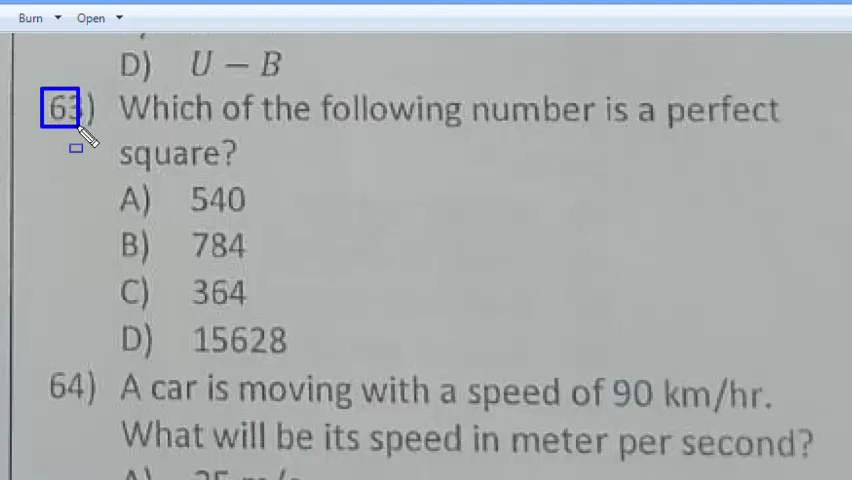 Burn Open
D) U − B
63) Which of the following number is a perfect
square?
A) 540
B) 784
C) 364
D) 15628
64) A car is moving with a speed of 90 km/hr.
What will be its speed in meter per second?